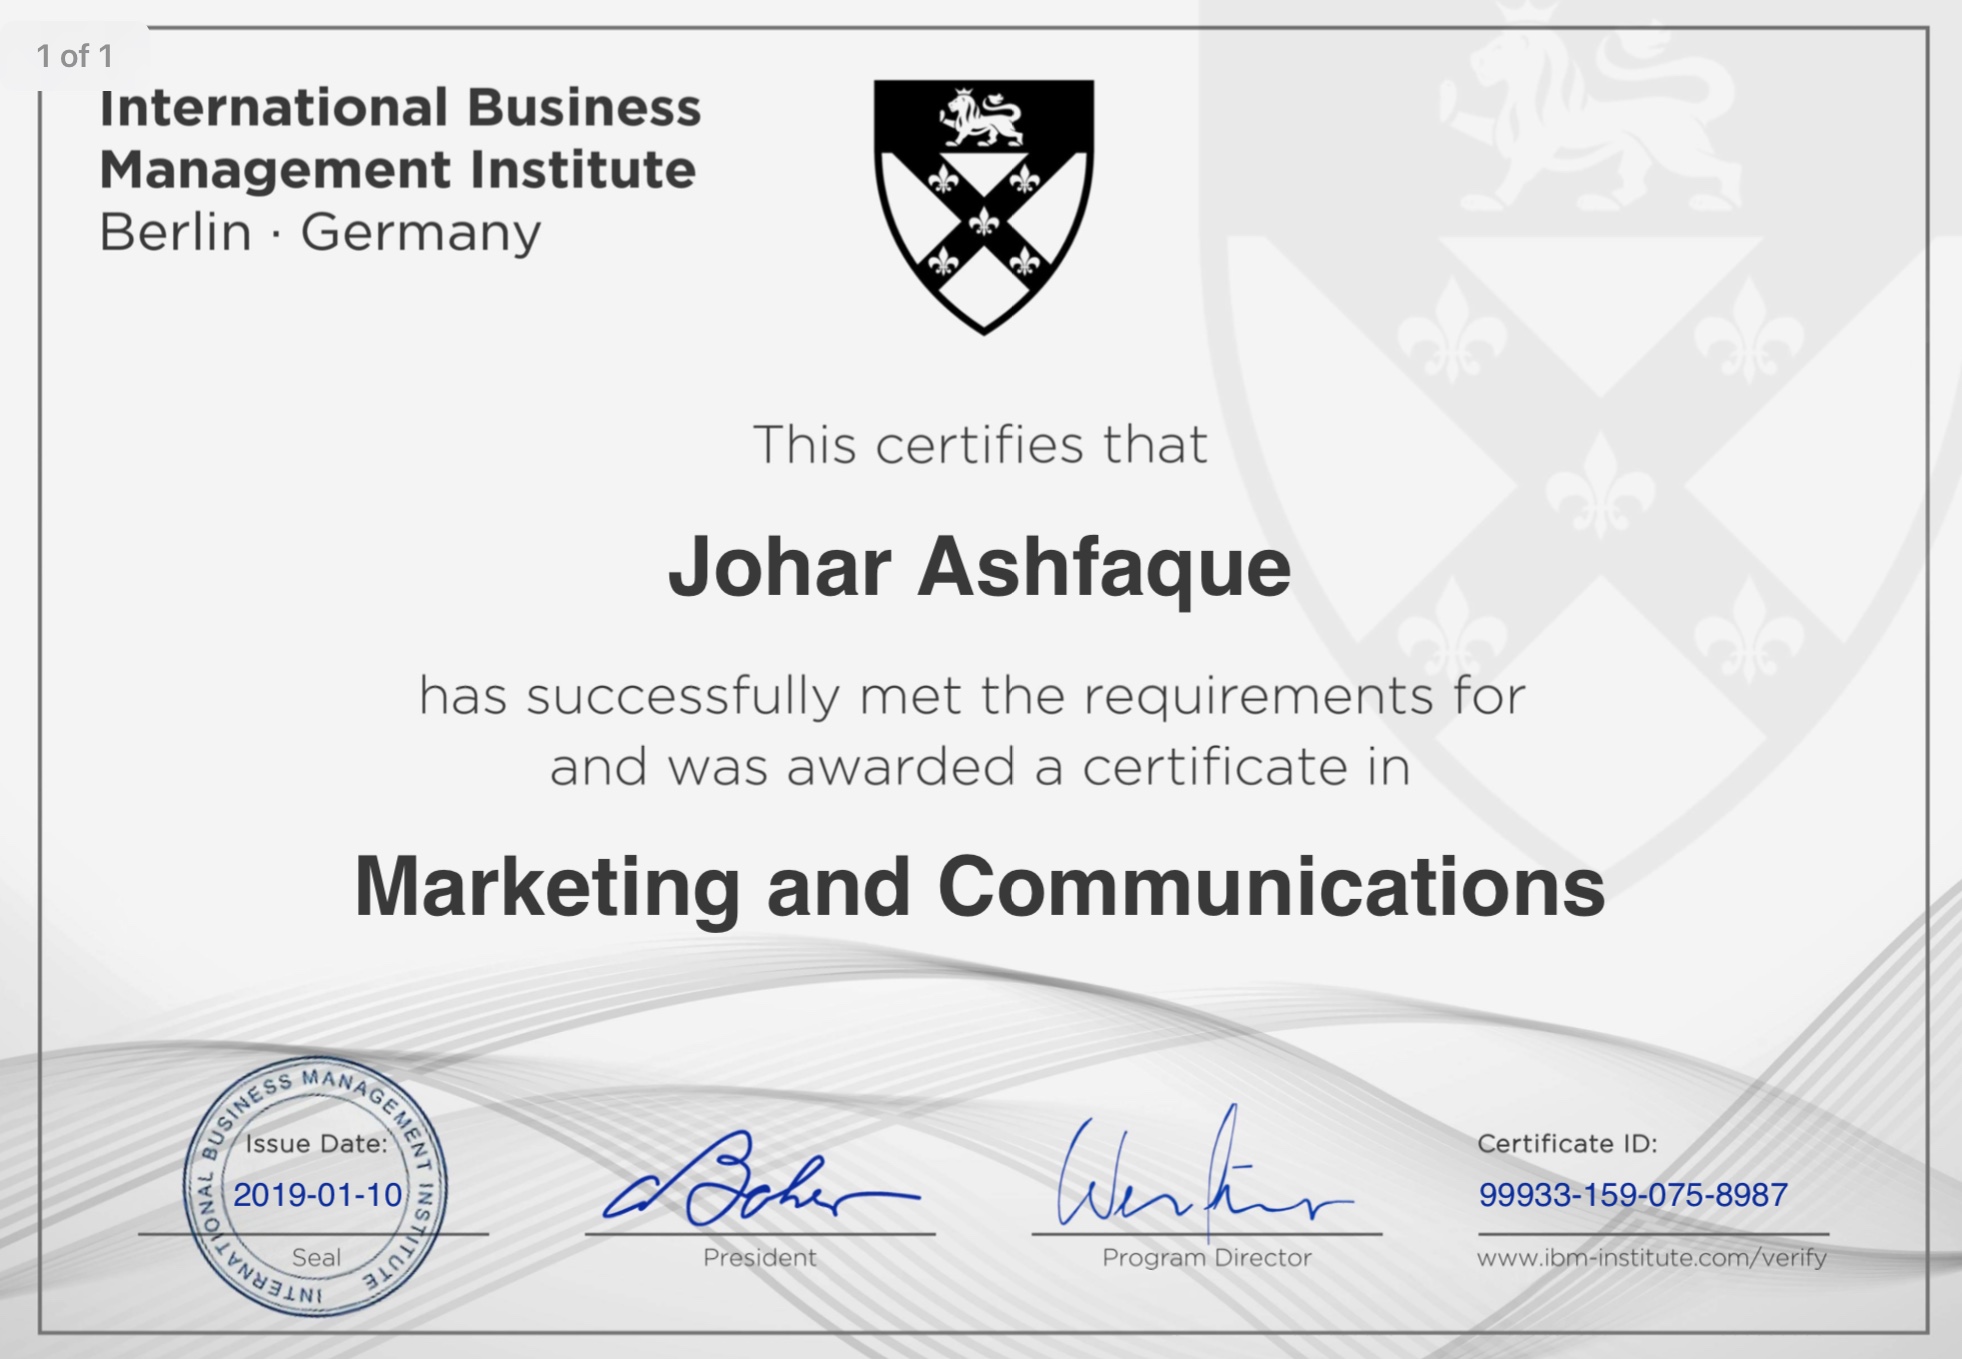 1 of 1
International Business
Management Institute
Berlin · Germany
This certifies that
Johar Ashfaque
has successfully met the requirements for
and was awarded a certificate in
Marketing and Communications
INTERNATIONAL BUSINESS MANAGEMENT INSTITUTE
Issue Date:
2019-01-10
Seal
President
Program Director
Certificate ID:
99933-159-075-8987
www.ibm-institute.com/verify